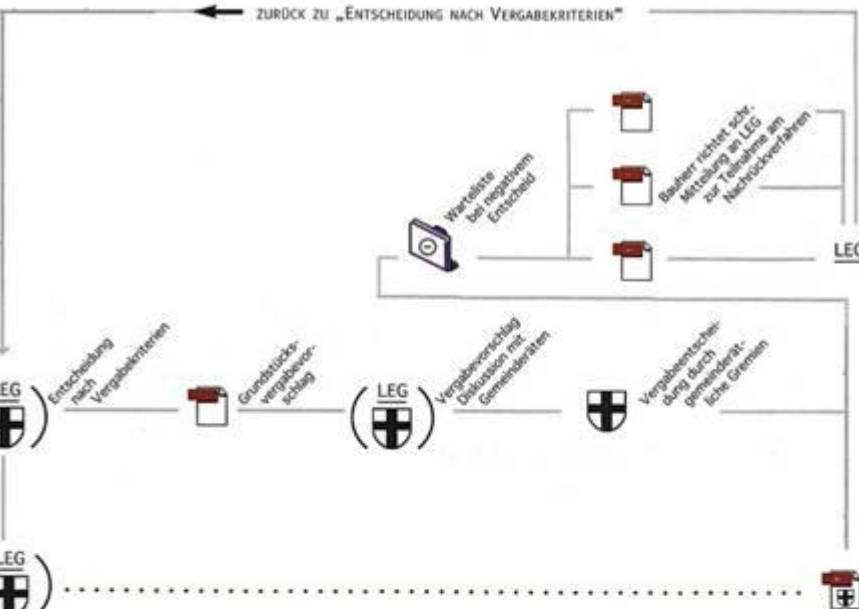 ZURÜCK ZU „ENTSCHEIDUNG NACH VERGABEKRITERIEN"
Warteliste
bei negativem
Entscheid
Bauherr richtet schr.
Mitteilung an LEG
zur Teilnahme am
Nachrückverfahren
LEG
LEG
Entscheidung
nach
Vergabekriterien
Grundstücks-
vergabevor-
schlag
LEG
Vergabevorschlag
Diskussion mit
Gemeinderäten
Vergabeentschei-
dung durch
gemeinderät-
liche Gremien
LEG